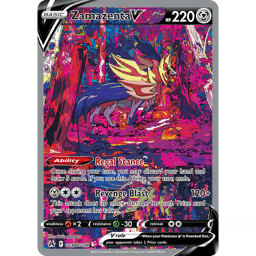 BASIC
Zamazenta V
HP 220
Ability Regal Stance
Once during your turn, you may discard your hand and
draw 5 cards. If you use this Ability, your turn ends.
Revenge Blast 120+
This attack does 30 more damage for each Prize card
your opponent has taken.
weakness ×2 resistance -30 retreat
V rule
When your Pokémon V is Knocked Out,
your opponent takes 2 Prize cards.